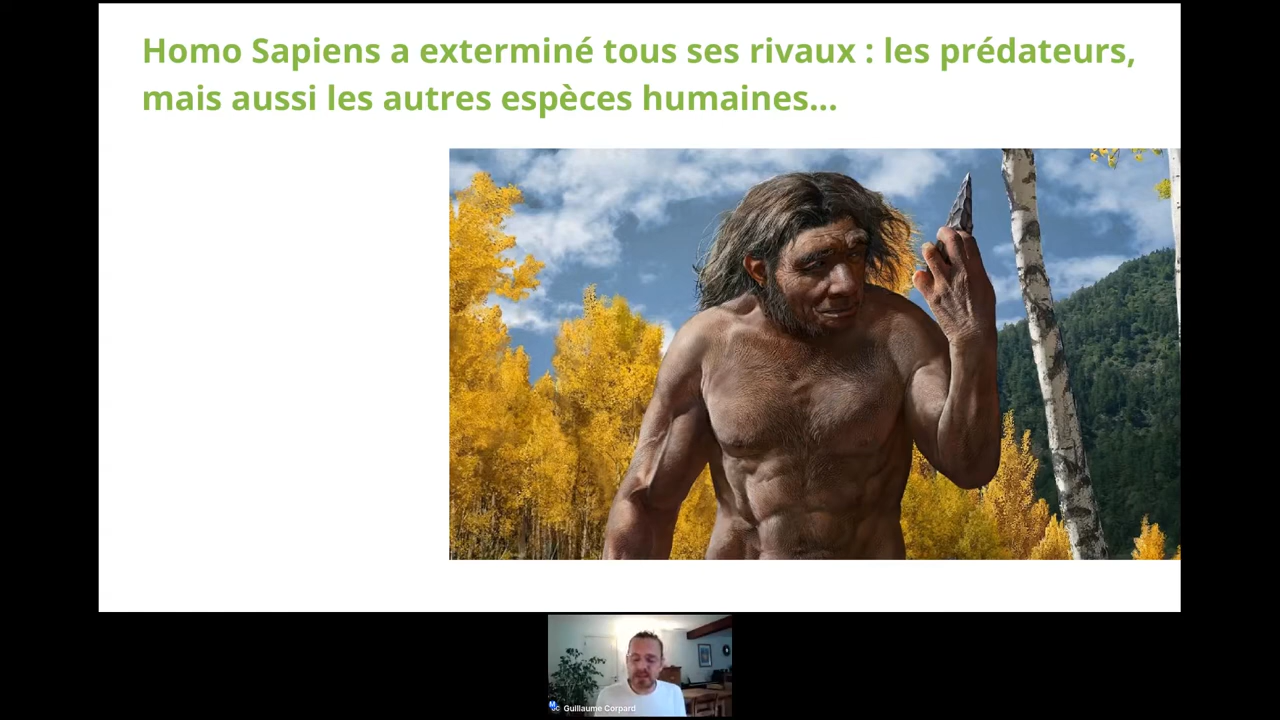 Homo Sapiens a exterminé tous ses rivaux : les prédateurs,
mais aussi les autres espèces humaines...
Guillaume Corpard